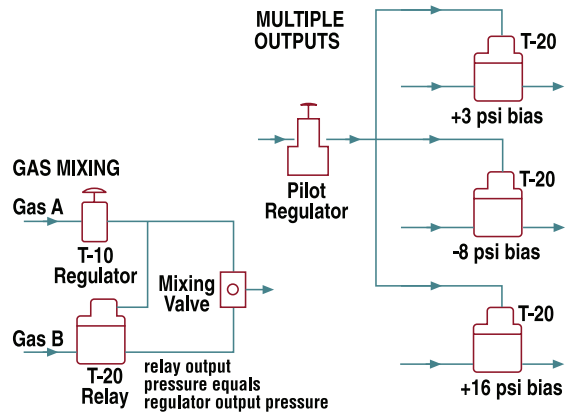 MULTIPLE
OUTPUTS
T-20
+3 psi bias
Pilot
Regulator
T-20
-8 psi bias
T-20
+16 psi bias
GAS MIXING
Gas A
T-10
Regulator
Mixing
Valve
Gas B
T-20
Relay
relay output
pressure equals
regulator output pressure